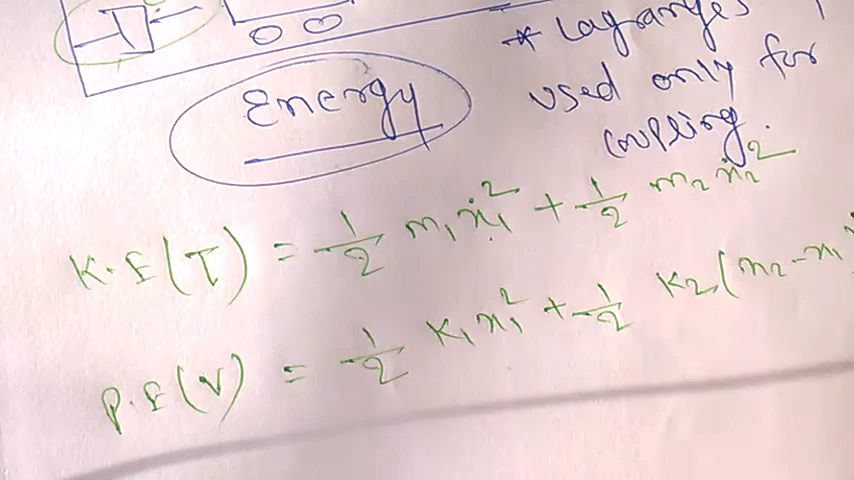 * Lagranges
used only for
coupling
Energy
K.E(T) = 1/2 m₁ẋ₁² + 1/2 m₂ẋ₂²
P.E(V) = 1/2 K₁x₁² + 1/2 K₂(x₂-x₁